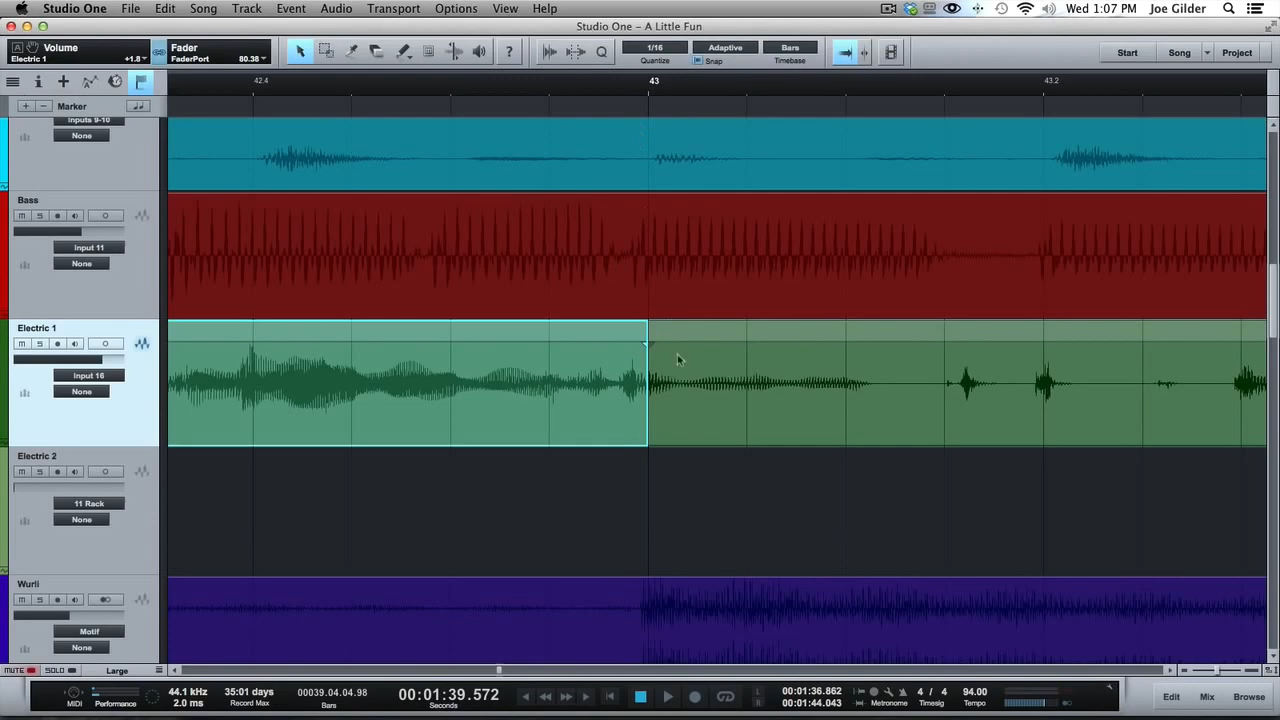 Studio One File Edit Song Track Event Audio Transport Options View Help Wed 1:07 PM Joe Gilder
Studio One - A Little Fun
A Volume Fader 1/16 Adaptive Bars Start Song Project
Electric 1 +1.8 FaderPort 80.38 ? Q Quantize Snap Timebase
42.4 43 43.2
+ − Marker
Inputs 9-10
None
Bass
M S
Input 11
None
Electric 1
M S
Input 16
None
Electric 2
M S
11 Rack
None
Wurli
M S
Motif
None
MUTE SOLO Large
MIDI Performance 44.1 kHz 2.0 ms 35:01 days Record Max 00039.04.04.98 Bars 00:01:39.572 Seconds L R 00:01:36.862 00:01:44.043 Metronome 4 / 4 Timesig 94.00 Tempo Edit Mix Browse